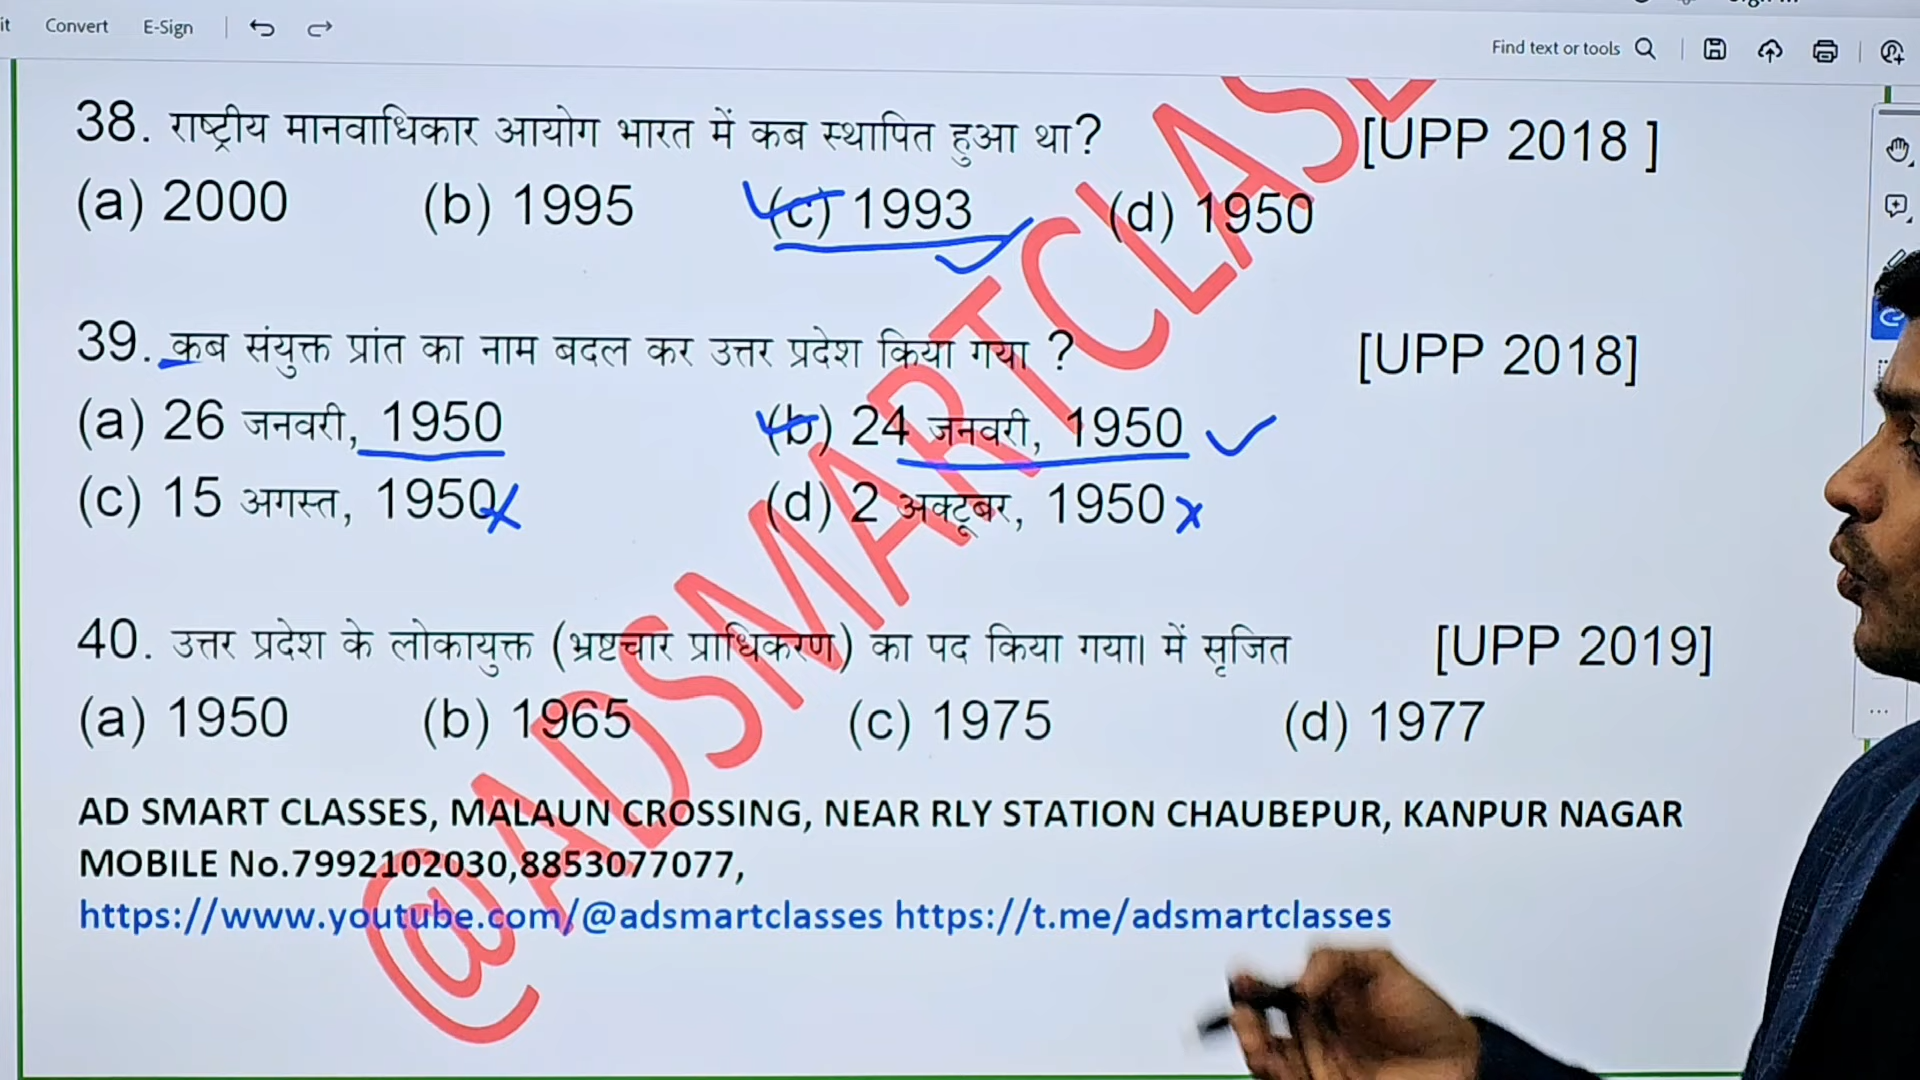 it Convert E-Sign
Find text or tools
38. राष्ट्रीय मानवाधिकार आयोग भारत में कब स्थापित हुआ था? [UPP 2018 ]
(a) 2000 (b) 1995 (c) 1993 (d) 1950
39. कब संयुक्त प्रांत का नाम बदल कर उत्तर प्रदेश किया गया ? [UPP 2018]
(a) 26 जनवरी, 1950 (b) 24 जनवरी, 1950
(c) 15 अगस्त, 1950 (d) 2 अक्टूबर, 1950
40. उत्तर प्रदेश के लोकायुक्त (भ्रष्टचार प्राधिकरण) का पद किया गया। में सृजित [UPP 2019]
(a) 1950 (b) 1965 (c) 1975 (d) 1977
AD SMART CLASSES, MALAUN CROSSING, NEAR RLY STATION CHAUBEPUR, KANPUR NAGAR
MOBILE No.7992102030,8853077077,
https://www.youtube.com/@adsmartclasses https://t.me/adsmartclasses
@ADSMARTCLASS